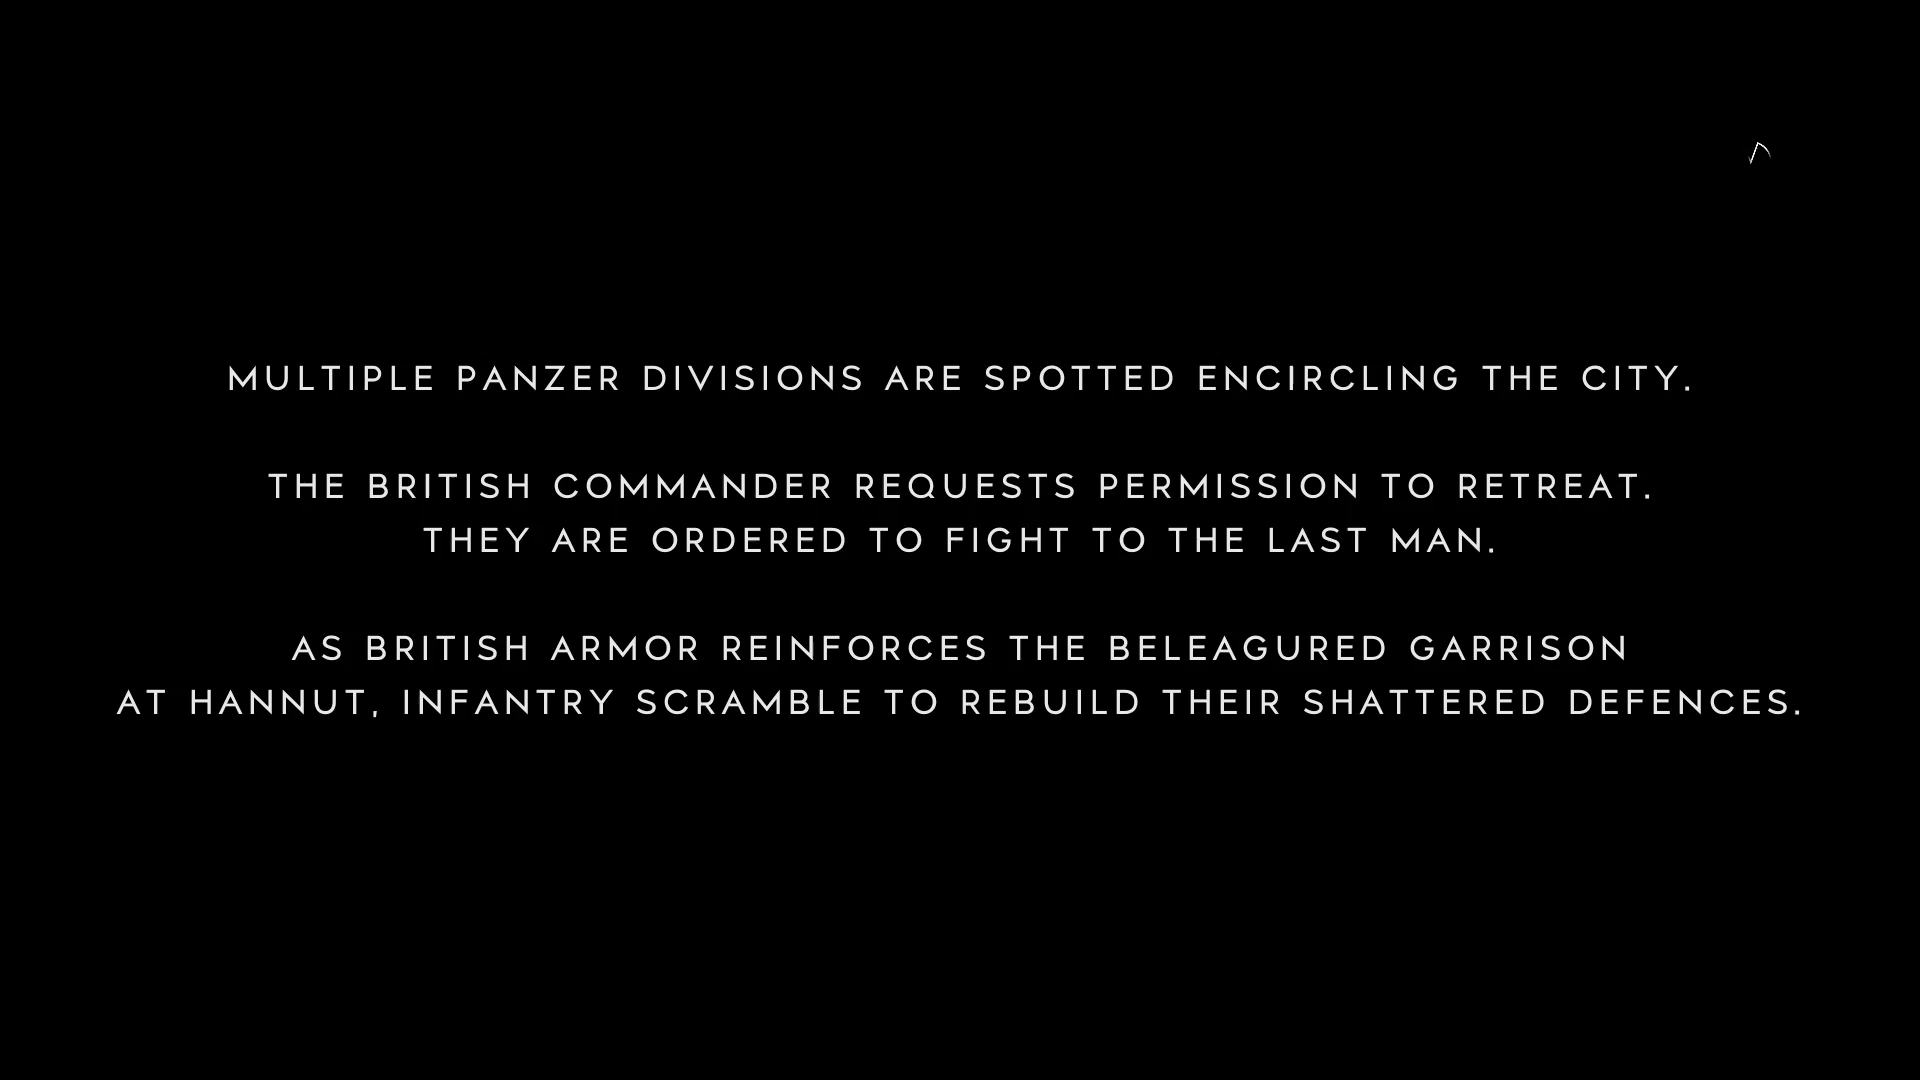 MULTIPLE PANZER DIVISIONS ARE SPOTTED ENCIRCLING THE CITY.
THE BRITISH COMMANDER REQUESTS PERMISSION TO RETREAT.
THEY ARE ORDERED TO FIGHT TO THE LAST MAN.
AS BRITISH ARMOR REINFORCES THE BELEAGURED GARRISON
AT HANNUT, INFANTRY SCRAMBLE TO REBUILD THEIR SHATTERED DEFENCES.